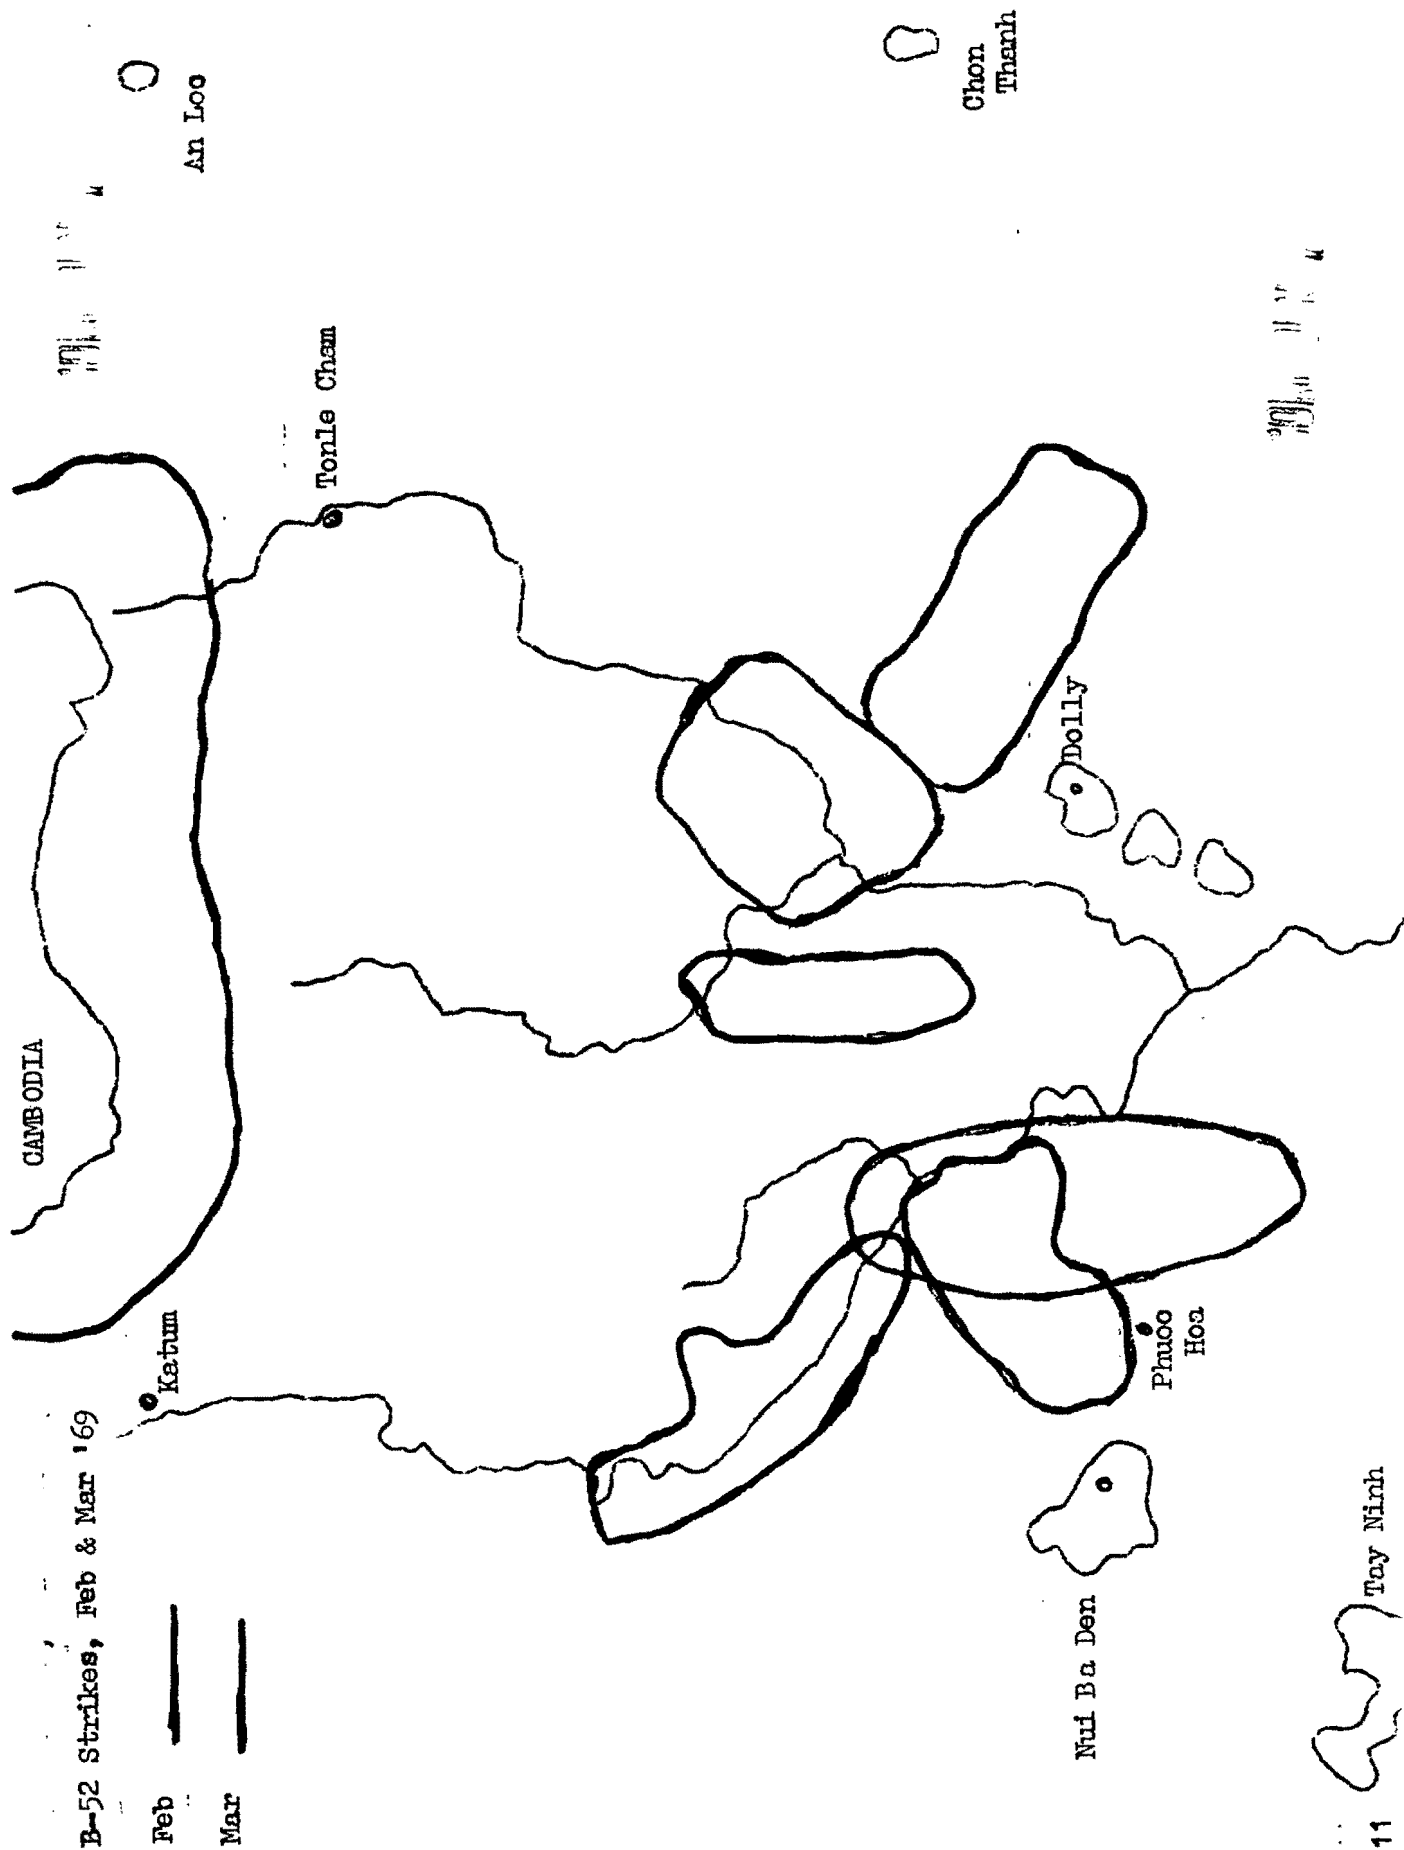 B-52 Strikes, Feb & Mar '69
Feb
Mar
CAMBODIA
Katum
Tonle Cham
An Loc
Chon
Thanh
Dolly
Phuoc
Hoa
Nui Ba Den
Tay Ninh
11